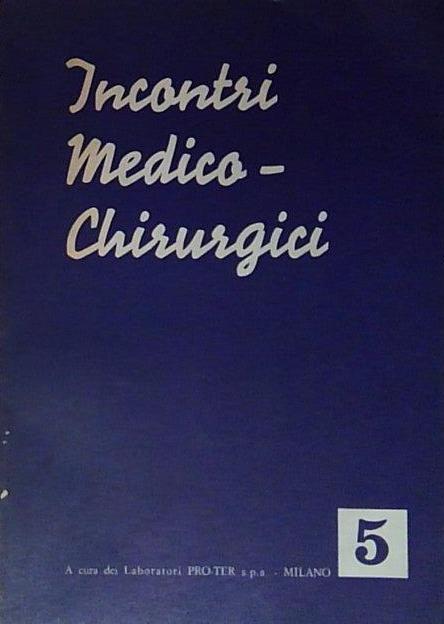 Incontri
Medico-
Chirurgici
5
A cura dei Laboratori PRO-TER s.p.a - MILANO